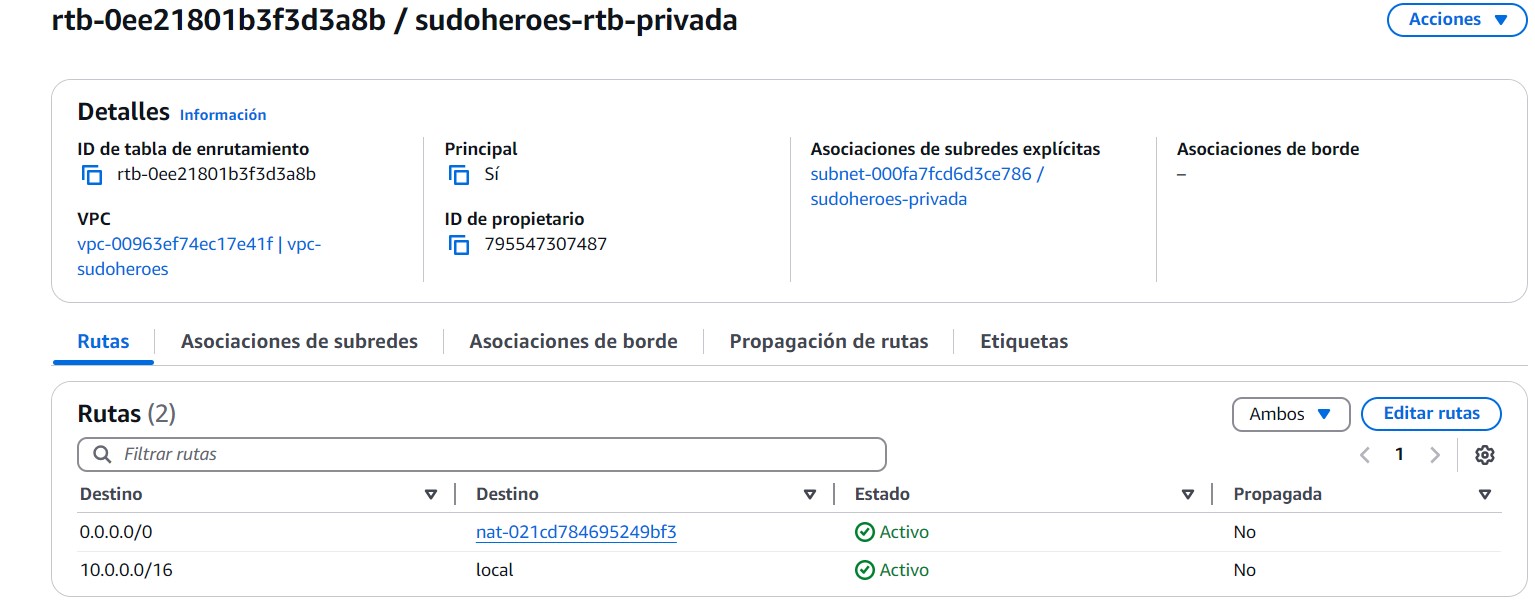 rtb-0ee21801b3f3d3a8b / sudoheroes-rtb-privada
Acciones
Detalles Información
ID de tabla de enrutamiento
rtb-0ee21801b3f3d3a8b
Principal
Sí
Asociaciones de subredes explícitas
subnet-000fa7fcd6d3ce786 /
sudoheroes-privada
Asociaciones de borde
–
VPC
vpc-00963ef74ec17e41f | vpc-
sudoheroes
ID de propietario
795547307487
Rutas
Asociaciones de subredes
Asociaciones de borde
Propagación de rutas
Etiquetas
Rutas (2)
Ambos
Editar rutas
Filtrar rutas
1
Destino Destino Estado Propagada
0.0.0.0/0 nat-021cd784695249bf3 Activo No
10.0.0.0/16 local Activo No